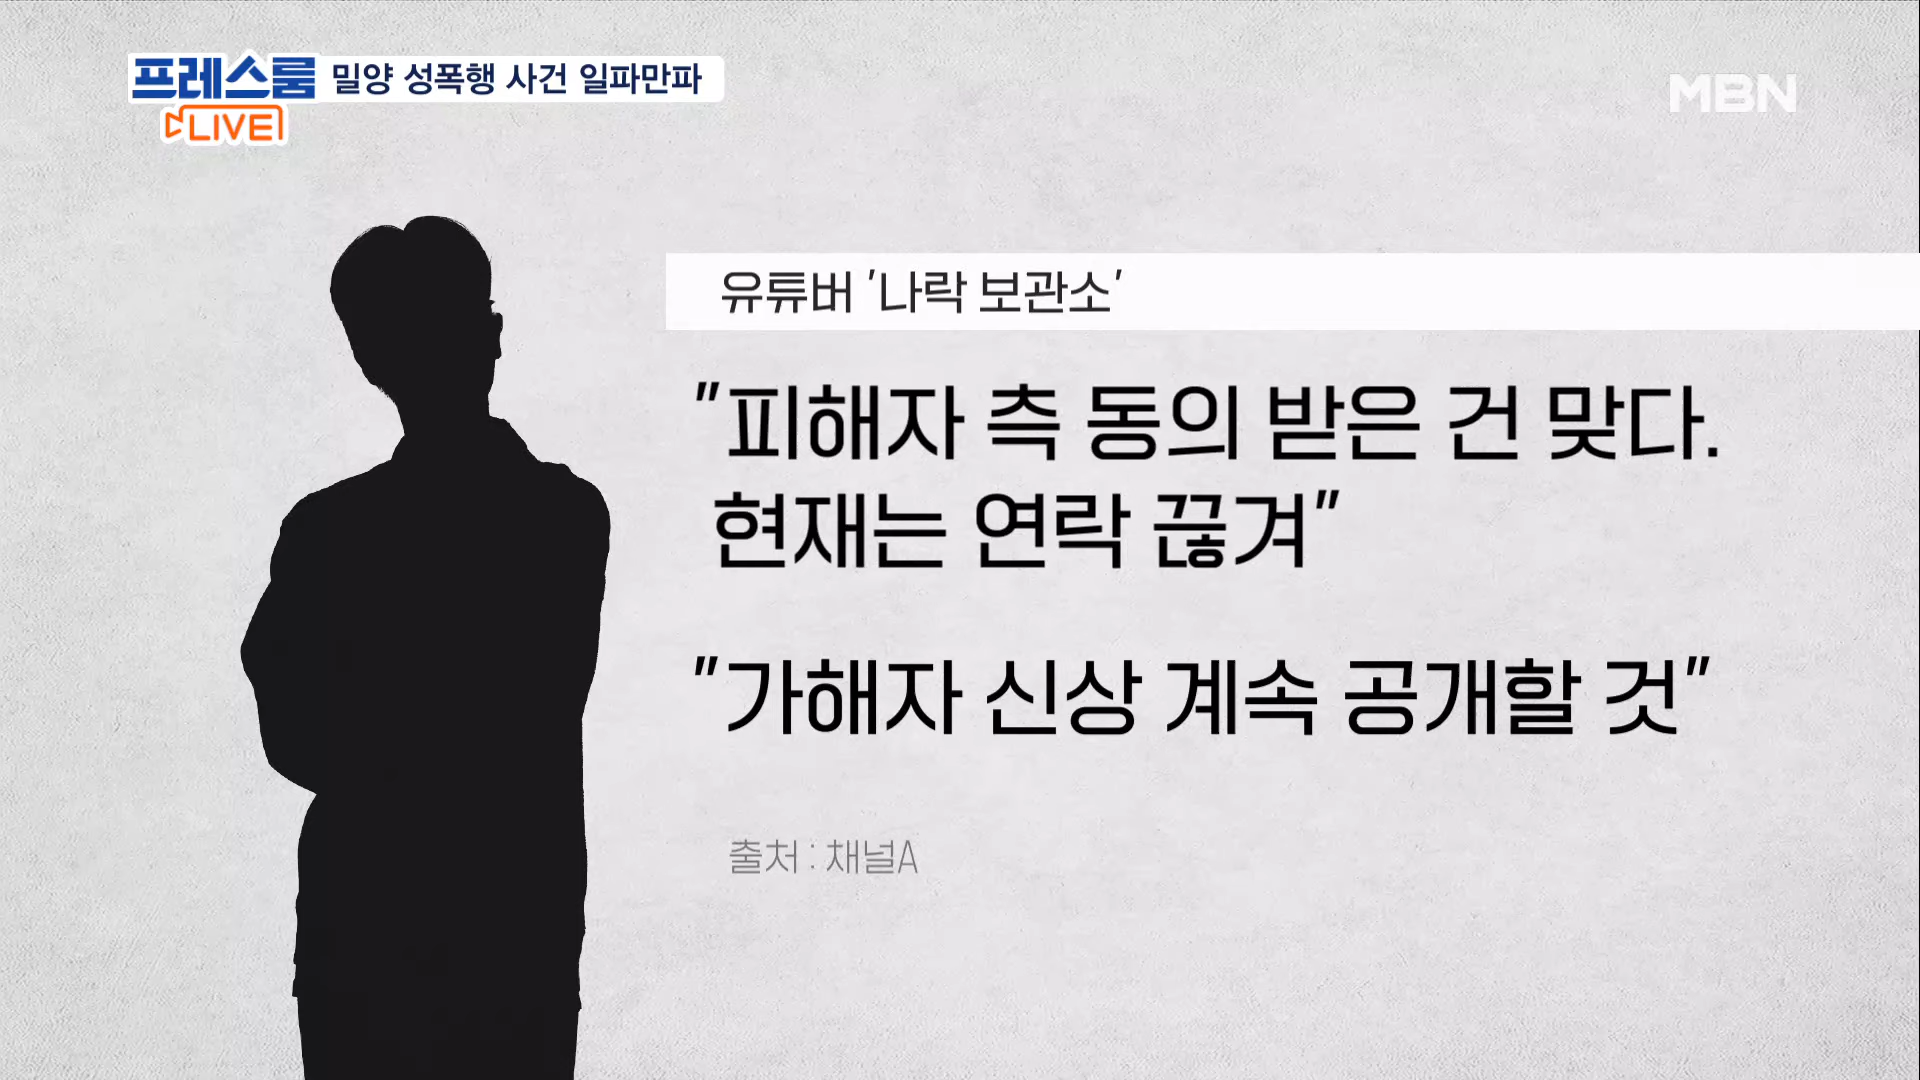 프레스룸 밀양 성폭행 사건 일파만파
LIVE
MBN
유튜버 '나락 보관소'
"피해자 측 동의 받은 건 맞다.
현재는 연락 끊겨"
"가해자 신상 계속 공개할 것"
출처 : 채널A